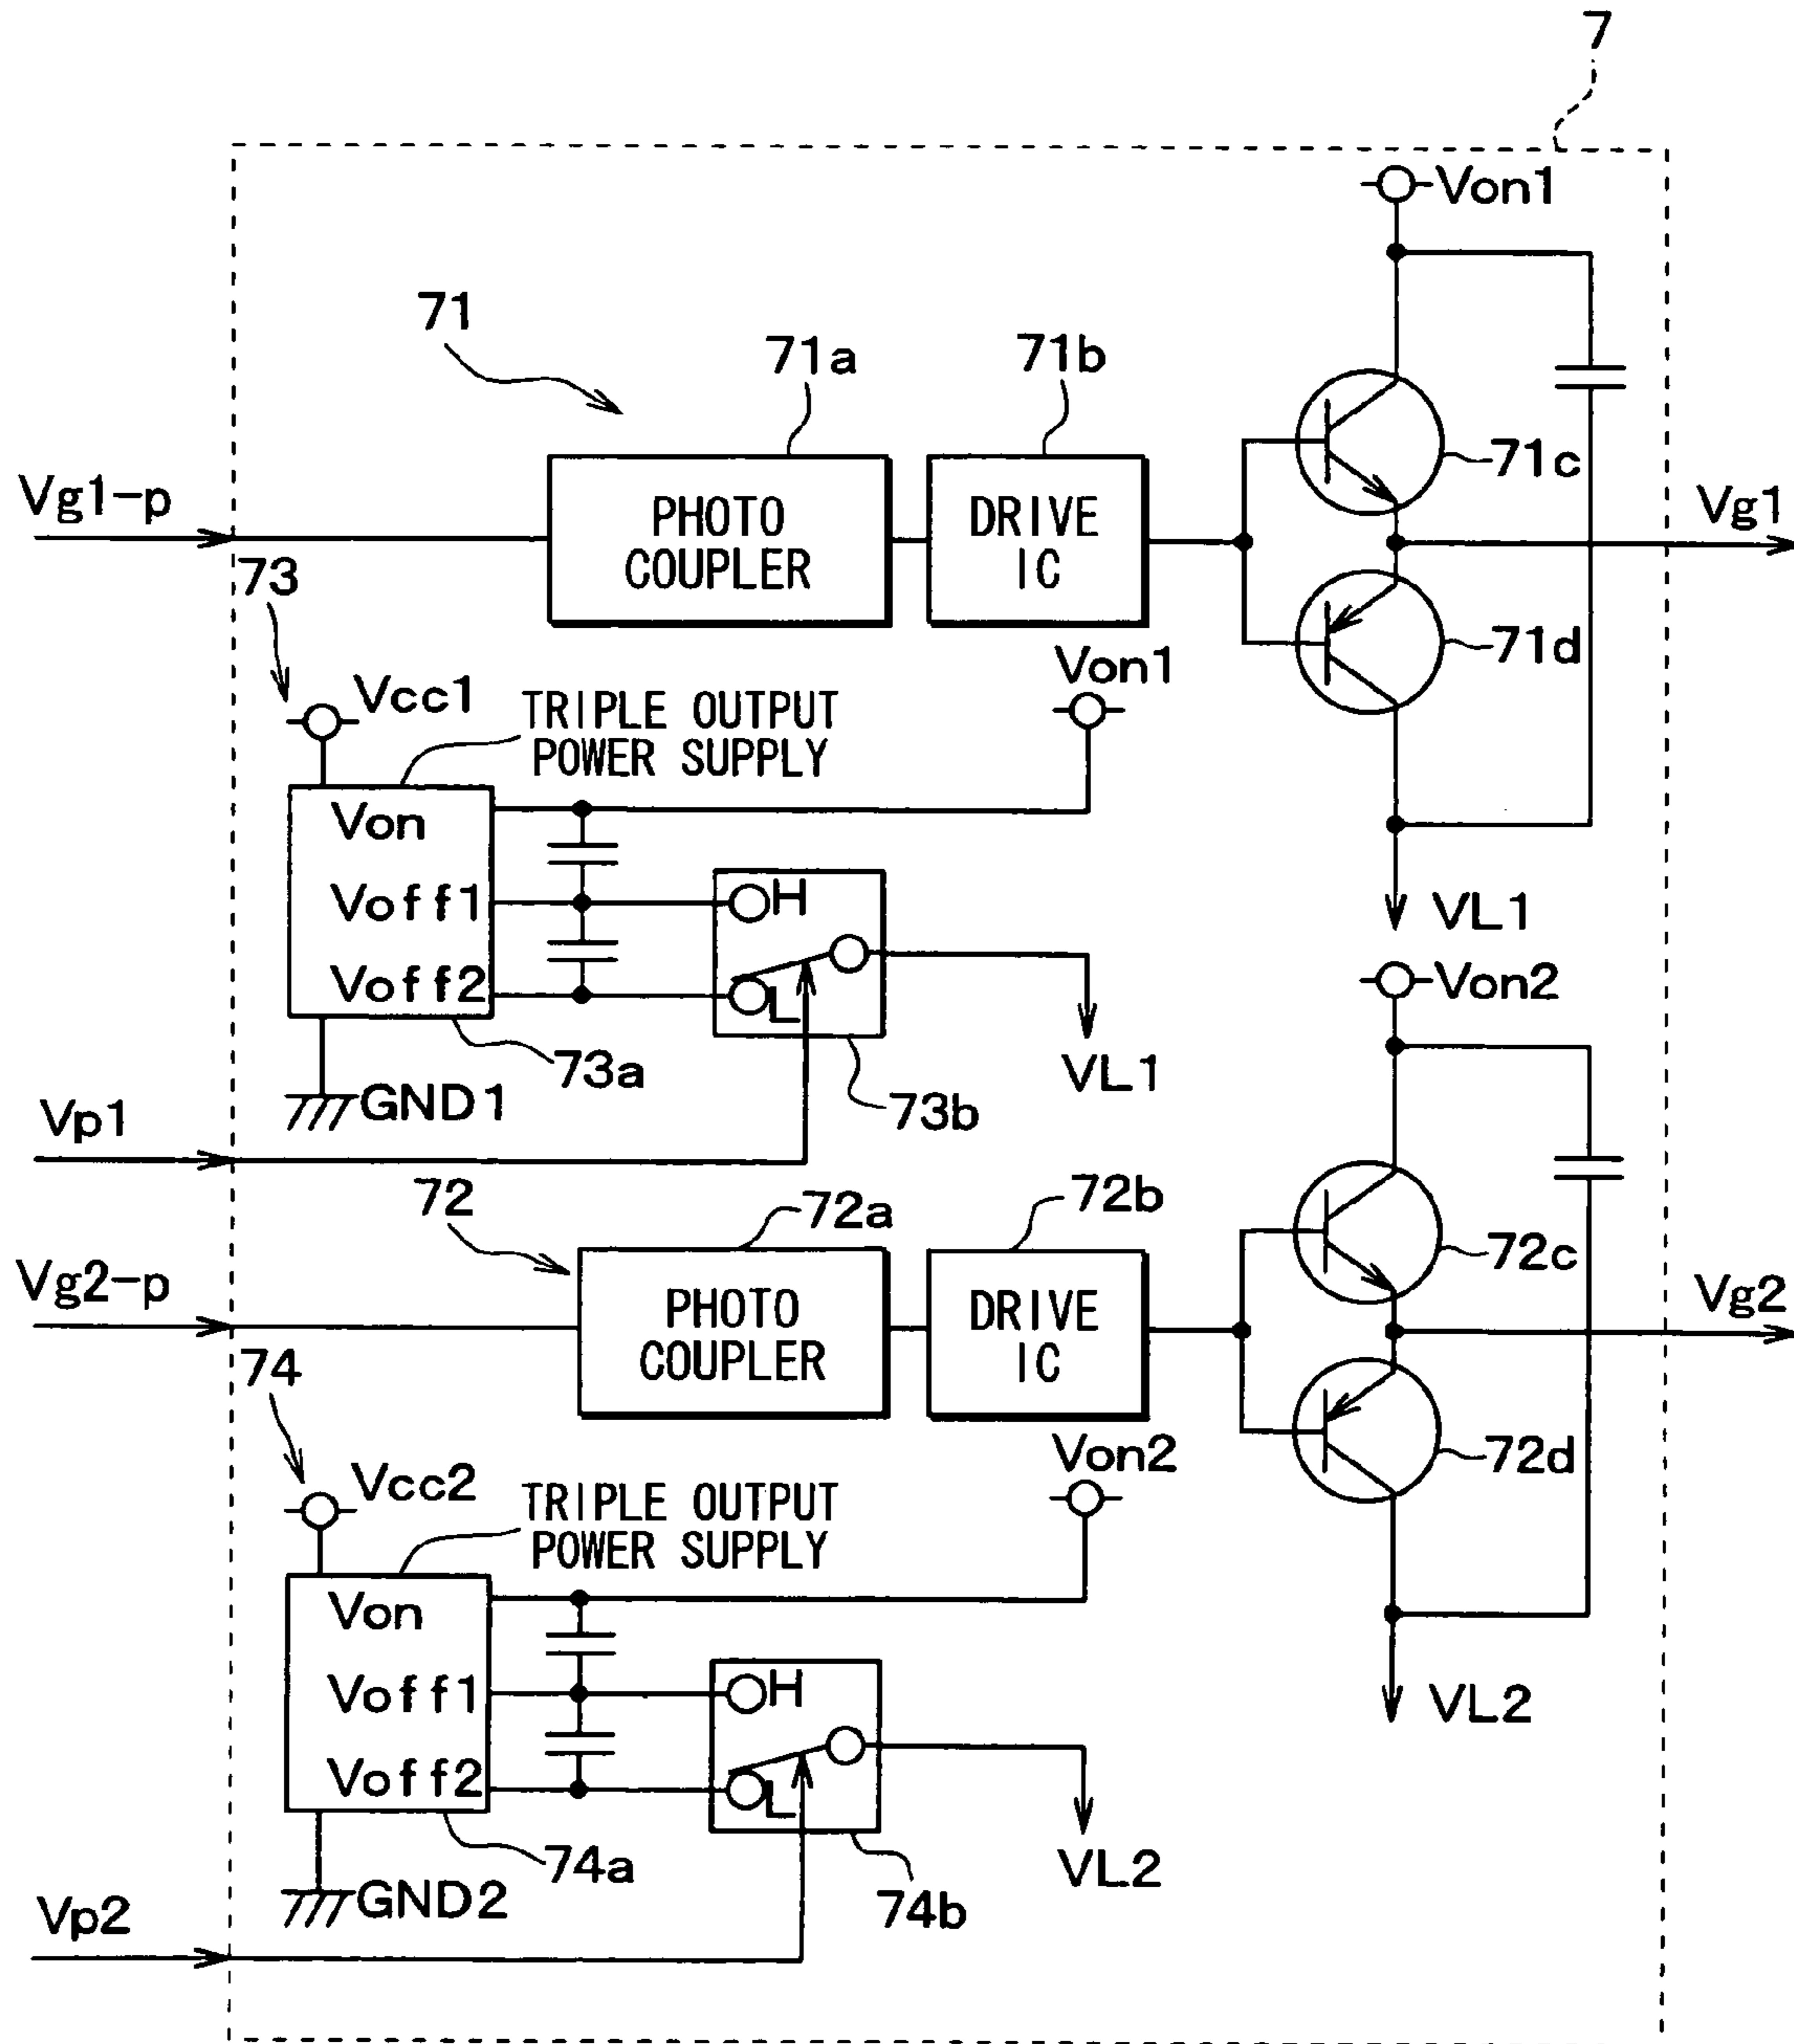 7
Von1
71
71a
71b
71c
Vg1-p
PHOTO
COUPLER
DRIVE
IC
Vg1
73
71d
Von1
Vcc1
TRIPLE OUTPUT
POWER SUPPLY
Von
Voff1
H
VL1
Voff2
L
Von2
73a
VL1
GND1
73b
Vp1
72
72a
72b
72c
Vg2-p
PHOTO
COUPLER
DRIVE
IC
Vg2
74
72d
Von2
Vcc2
TRIPLE OUTPUT
POWER SUPPLY
Von
Voff1
H
VL2
Voff2
L
74a
VL2
GND2
74b
Vp2